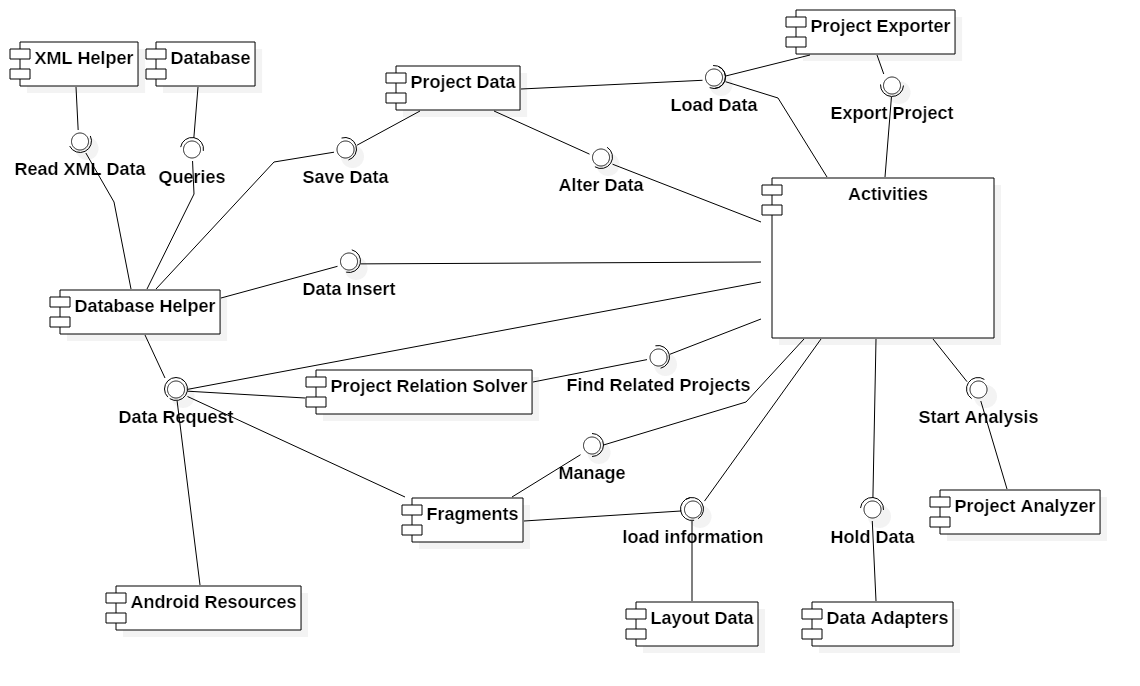 Project Exporter
XML Helper
Database
Project Data
Load Data
Export Project
Read XML Data
Queries
Save Data
Alter Data
Activities
Data Insert
Database Helper
Project Relation Solver
Find Related Projects
Data Request
Start Analysis
Manage
Fragments
Project Analyzer
load information
Hold Data
Android Resources
Layout Data
Data Adapters